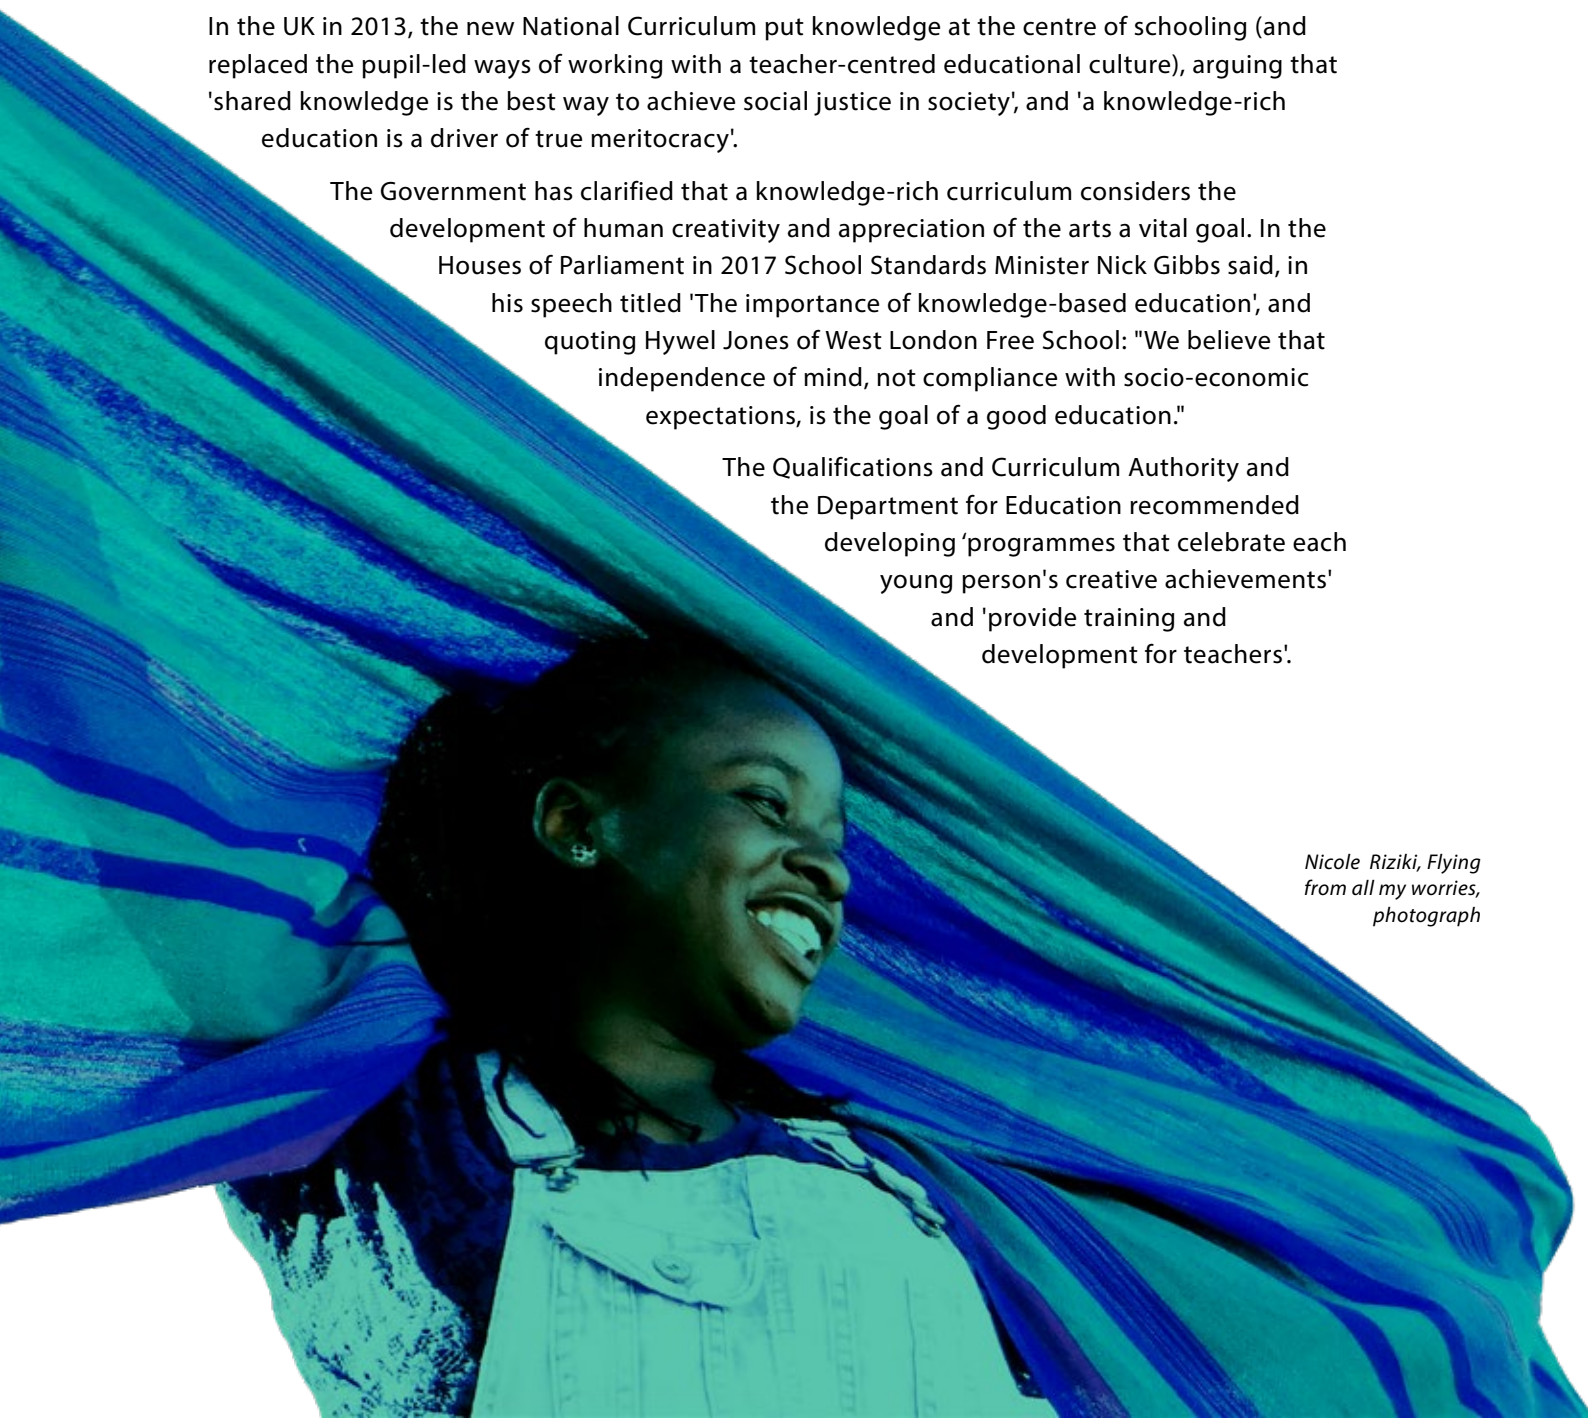 In the UK in 2013, the new National Curriculum put knowledge at the centre of schooling (and
replaced the pupil-led ways of working with a teacher-centred educational culture), arguing that
'shared knowledge is the best way to achieve social justice in society', and 'a knowledge-rich
education is a driver of true meritocracy'.
The Government has clarified that a knowledge-rich curriculum considers the
development of human creativity and appreciation of the arts a vital goal. In the
Houses of Parliament in 2017 School Standards Minister Nick Gibbs said, in
his speech titled 'The importance of knowledge-based education', and
quoting Hywel Jones of West London Free School: "We believe that
independence of mind, not compliance with socio-economic
expectations, is the goal of a good education."
The Qualifications and Curriculum Authority and
the Department for Education recommended
developing ‘programmes that celebrate each
young person's creative achievements'
and 'provide training and
development for teachers'.
Nicole Riziki, Flying
from all my worries,
photograph